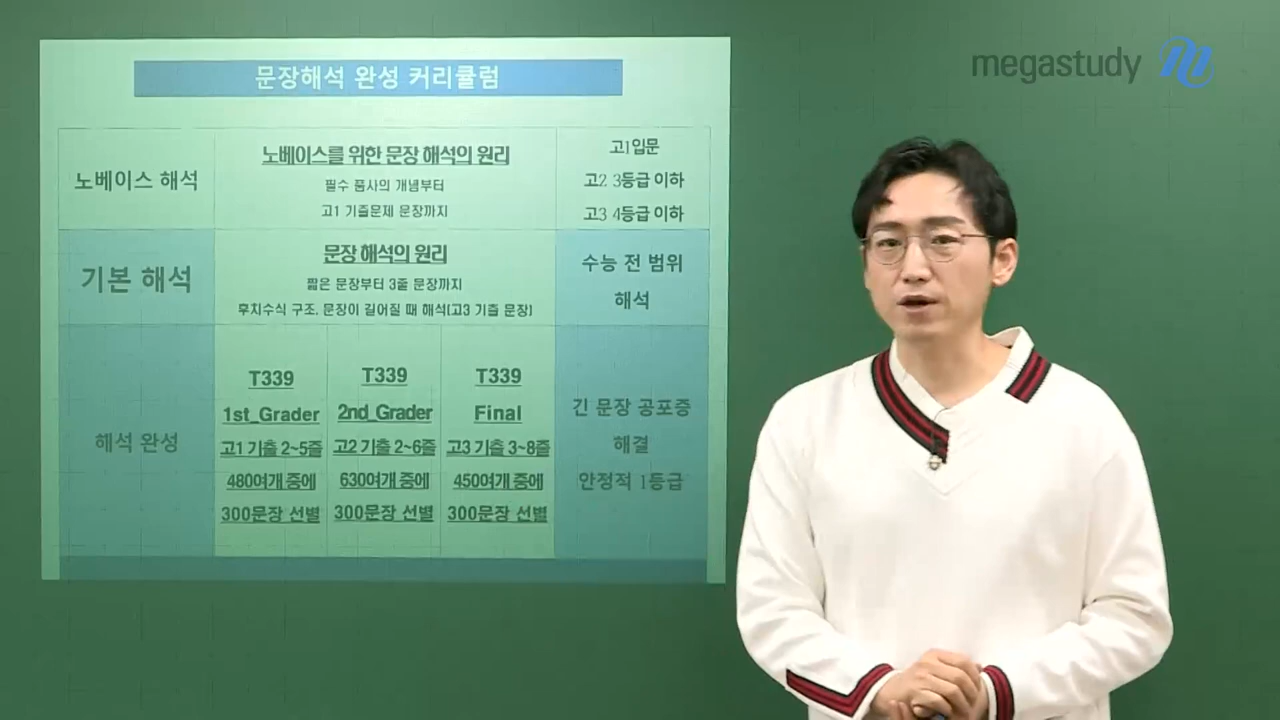 megastudy
문장해석 완성 커리큘럼
노베이스 해석
노베이스를 위한 문장 해석의 원리
필수 품사의 개념부터
고1 기출문제 문장까지
고1입문
고2 3등급 이하
고3 4등급 이하
기본 해석
문장 해석의 원리
짧은 문장부터 3줄 문장까지
후치수식 구조, 문장이 길어질 때 해석(고3 기출 문장)
수능 전 범위
해석
해석 완성
T339
1st_Grader
고1 기출 2~5줄
480여개 중에
300문장 선별
T339
2nd_Grader
고2 기출 2~6줄
630여개 중에
300문장 선별
T339
Final
고3 기출 3~8줄
450여개 중에
300문장 선별
긴 문장 공포증
해결
안정적 1등급